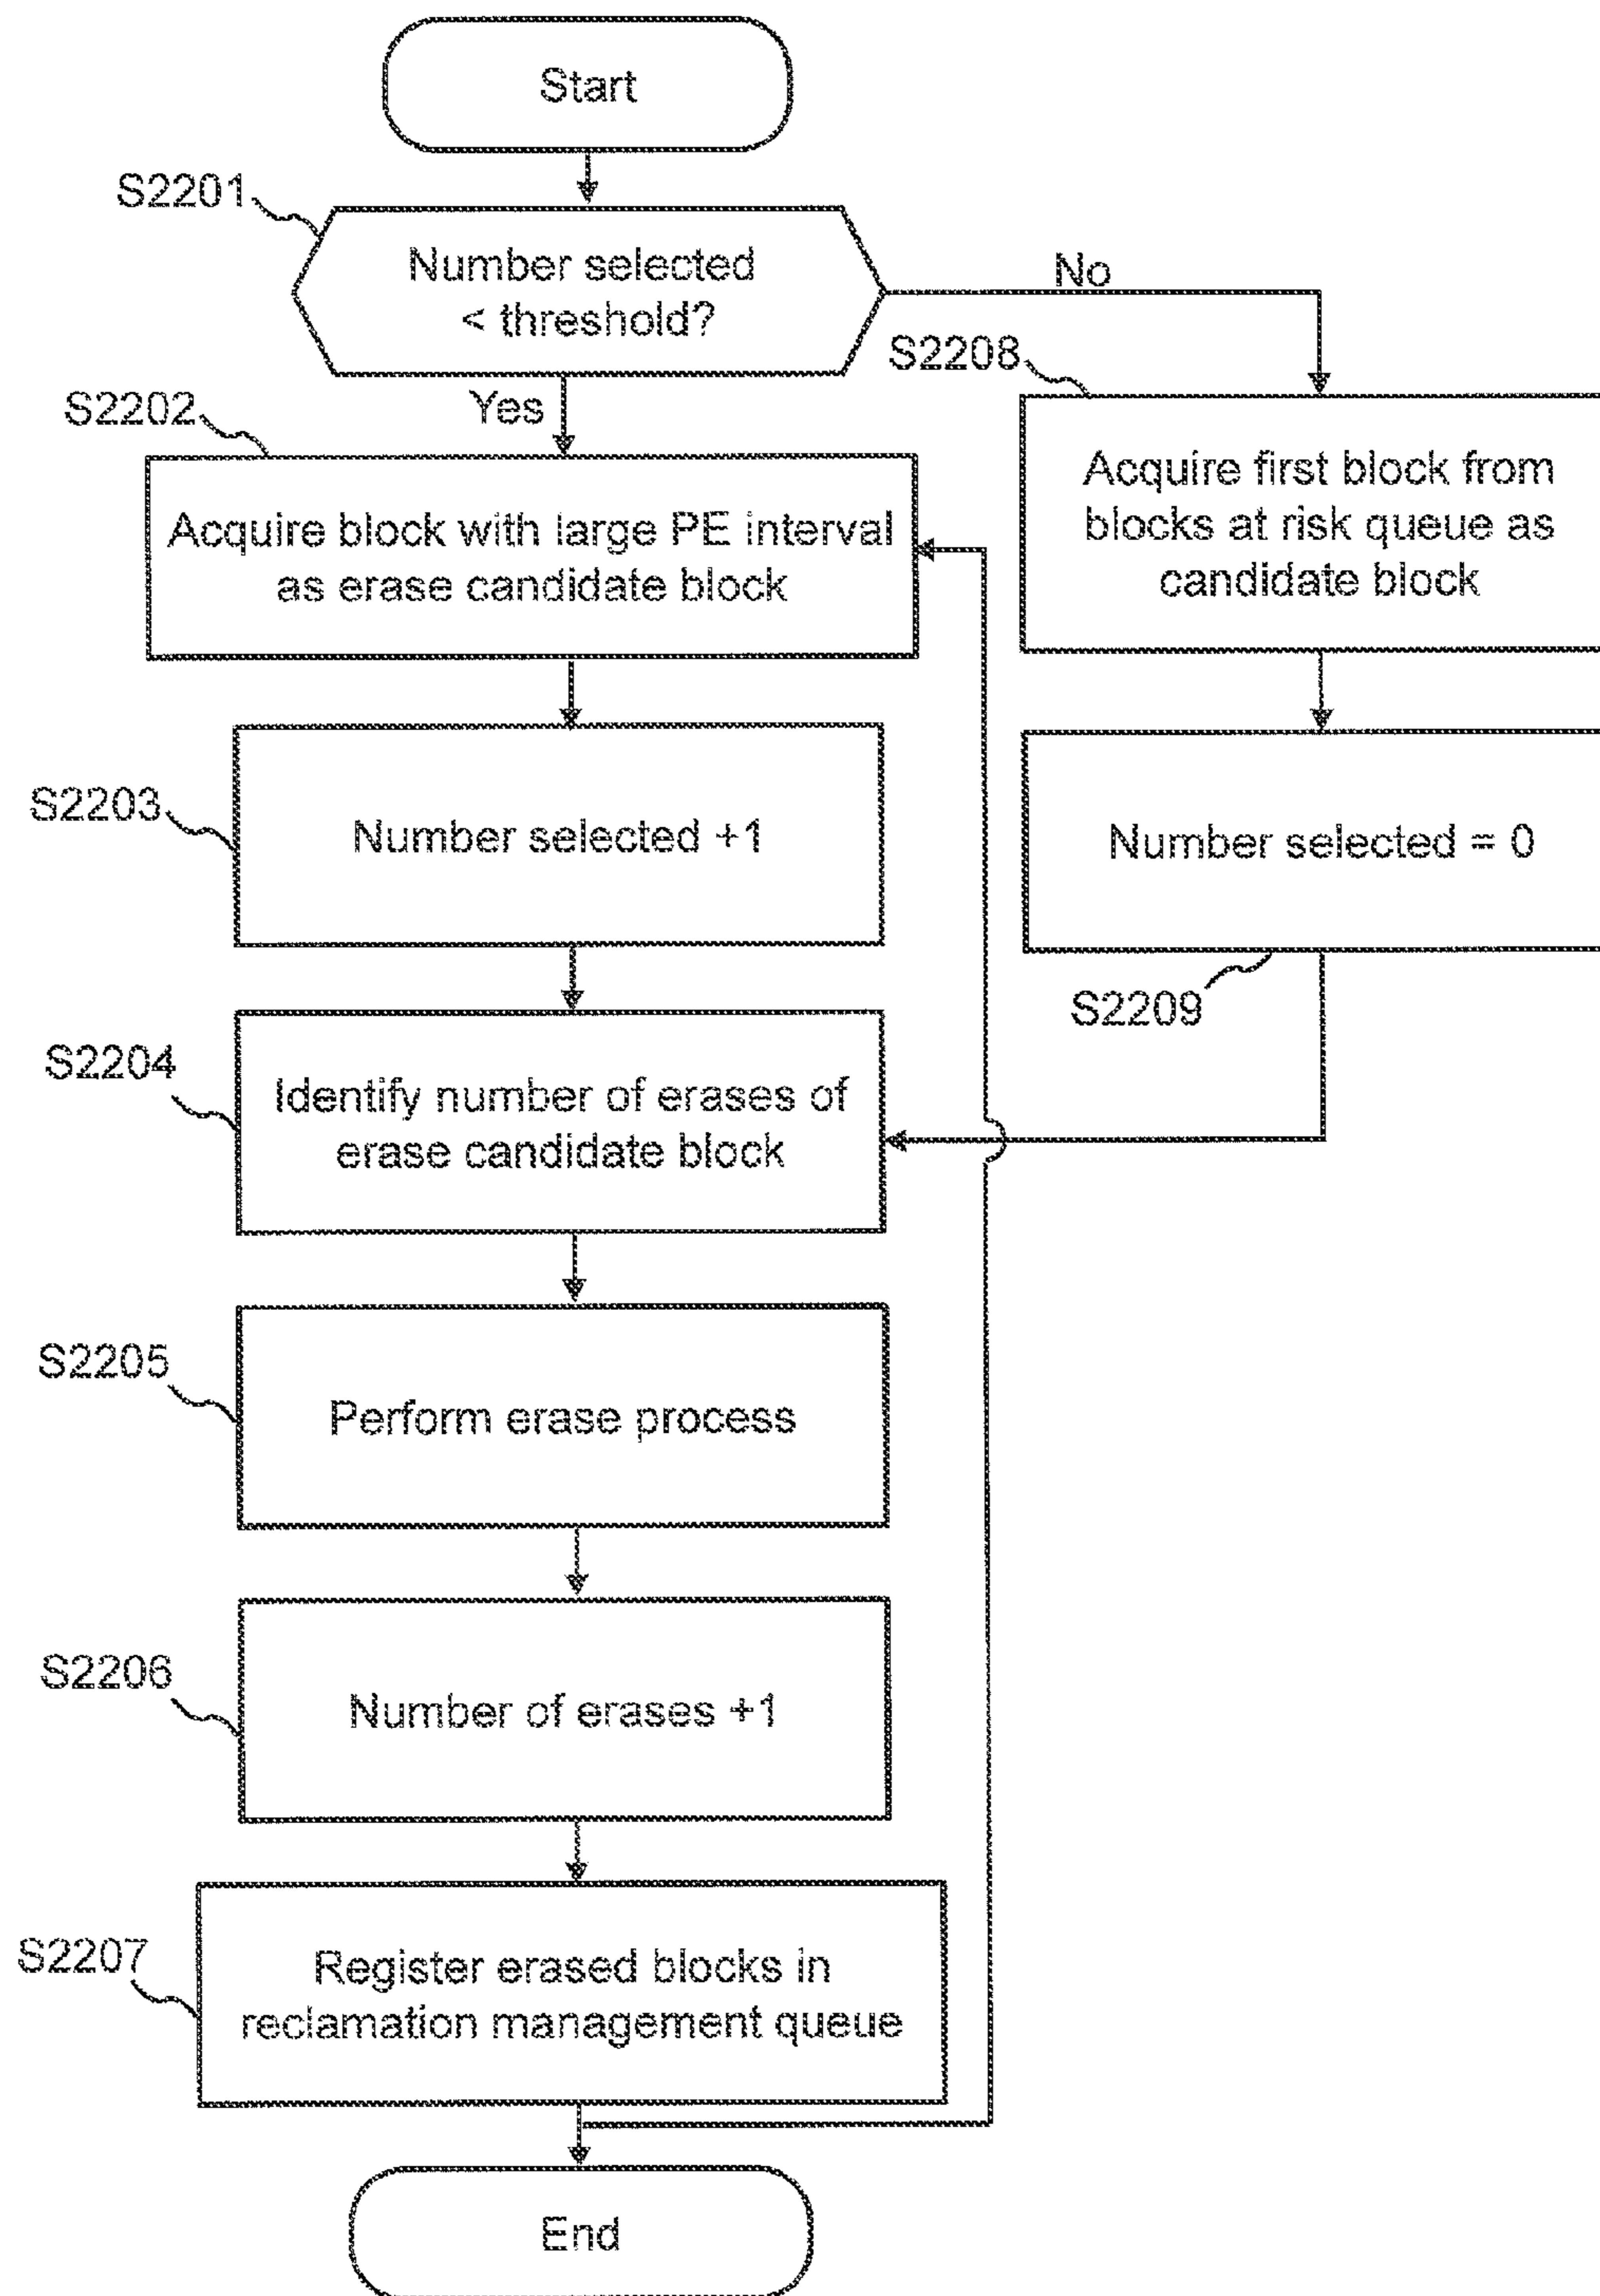 Start
S2201
Number selected
< threshold?
No
Yes
S2208
Acquire first block from
blocks at risk queue as
candidate block
S2202
Acquire block with large PE interval
as erase candidate block
S2203
Number selected +1
Number selected = 0
S2209
S2204
Identify number of erases of
erase candidate block
S2205
Perform erase process
S2206
Number of erases +1
S2207
Register erased blocks in
reclamation management queue
End